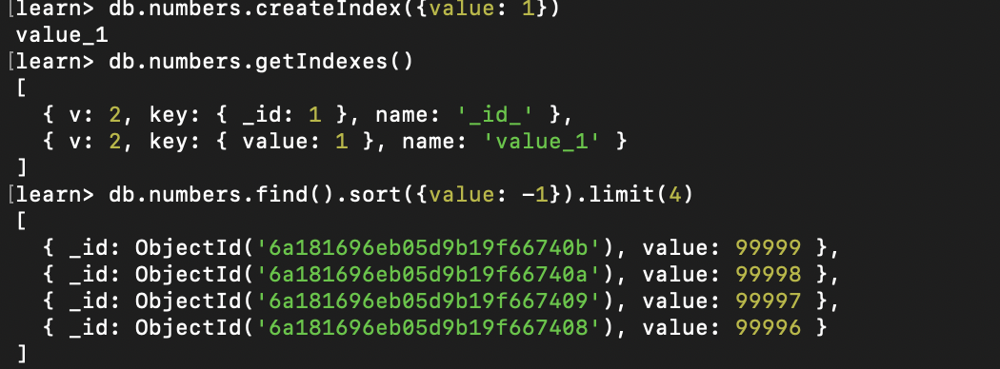 [learn> db.numbers.createIndex({value: 1})
value_1
[learn> db.numbers.getIndexes()
[
{ v: 2, key: { _id: 1 }, name: '_id_' },
{ v: 2, key: { value: 1 }, name: 'value_1' }
]
[learn> db.numbers.find().sort({value: -1}).limit(4)
[
{ _id: ObjectId('6a181696eb05d9b19f66740b'), value: 99999 },
{ _id: ObjectId('6a181696eb05d9b19f66740a'), value: 99998 },
{ _id: ObjectId('6a181696eb05d9b19f667409'), value: 99997 },
{ _id: ObjectId('6a181696eb05d9b19f667408'), value: 99996 }
]